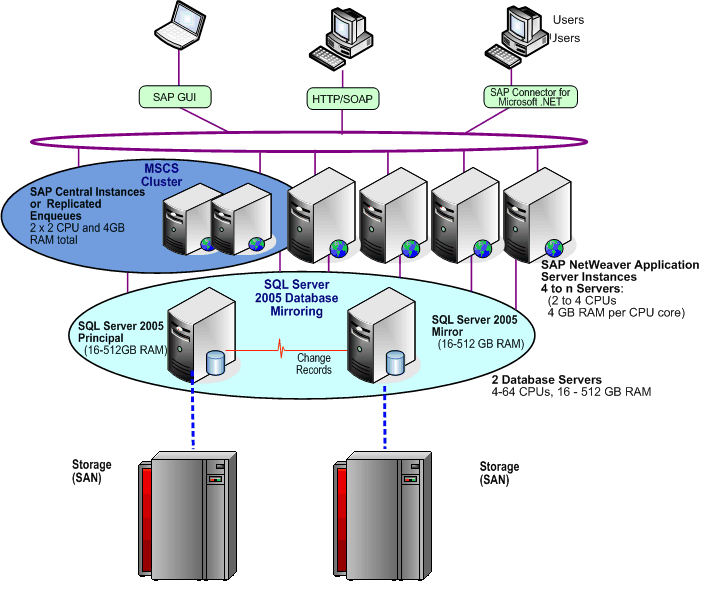 Users
Users
SAP GUI
HTTP/SOAP
SAP Connector for
Microsoft .NET
MSCS
Cluster
SAP Central Instances
or Replicated
Enqueues
2 x 2 CPU and 4GB
RAM total
SAP NetWeaver Application
Server Instances
4 to n Servers:
(2 to 4 CPUs
4 GB RAM per CPU core)
SQL Server
2005 Database
Mirroring
SQL Server 2005
Principal
(16-512GB RAM)
SQL Server 2005
Mirror
(16-512 GB RAM)
Change
Records
2 Database Servers
4-64 CPUs, 16 - 512 GB RAM
Storage
(SAN)
Storage
(SAN)